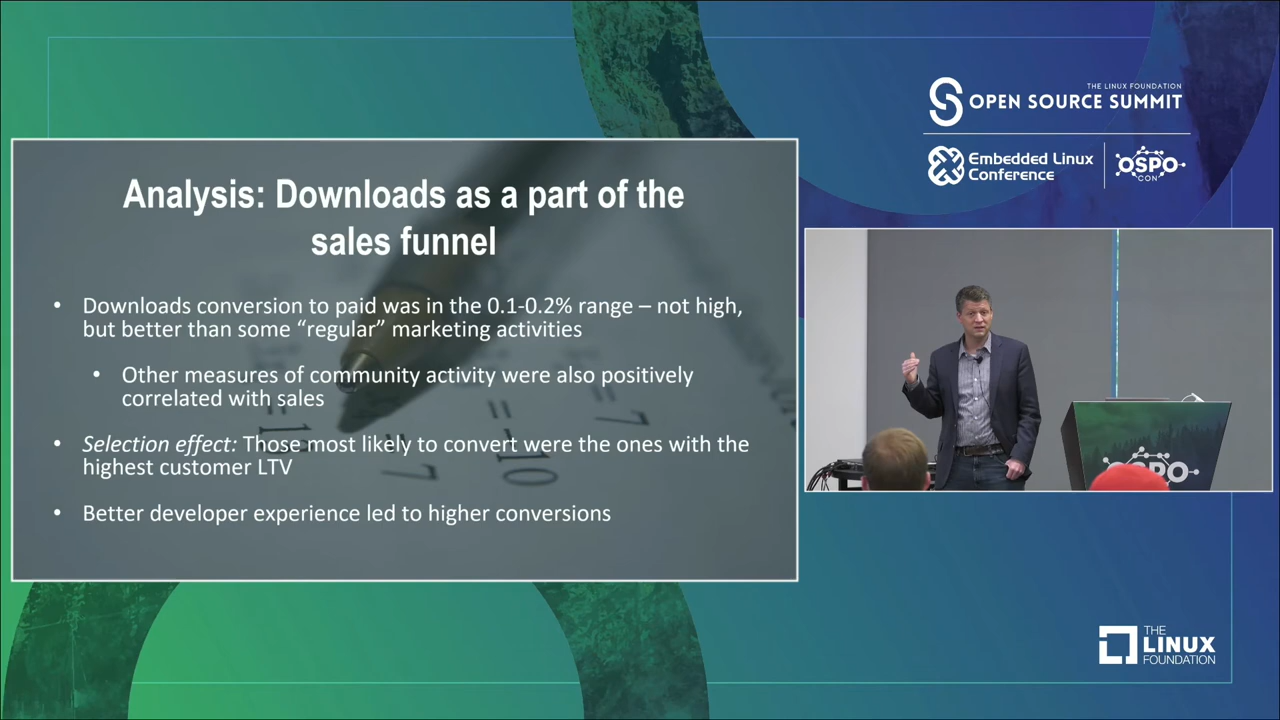 THE LINUX FOUNDATION
OPEN SOURCE SUMMIT
Embedded Linux
Conference
OSPO
CON
Analysis: Downloads as a part of the
sales funnel
• Downloads conversion to paid was in the 0.1-0.2% range – not high,
but better than some “regular” marketing activities
• Other measures of community activity were also positively
correlated with sales
• Selection effect: Those most likely to convert were the ones with the
highest customer LTV
• Better developer experience led to higher conversions
OSPO
THE
LINUX
FOUNDATION